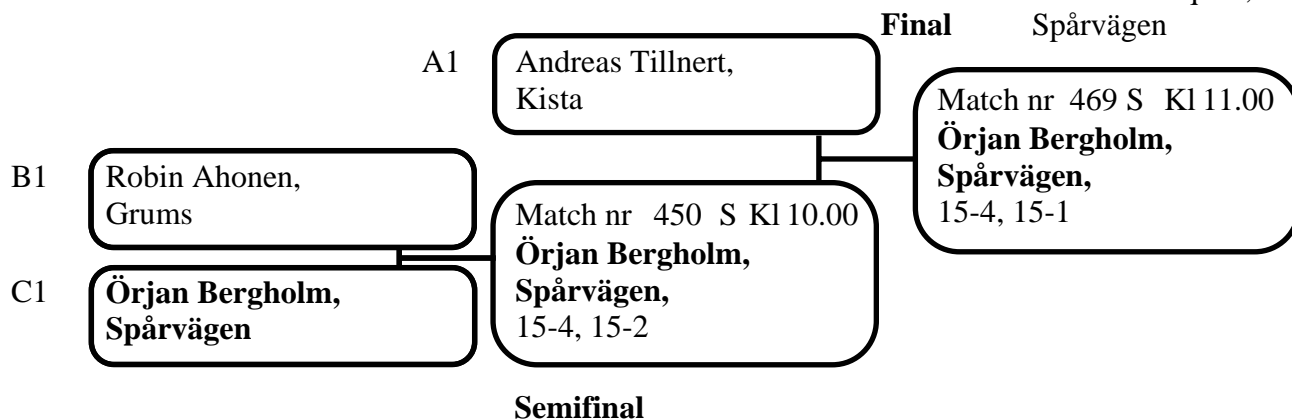 Final Spårvägen
A1 Andreas Tillnert,
Kista
Match nr 469 S Kl 11.00
Örjan Bergholm,
Spårvägen,
15-4, 15-1
B1 Robin Ahonen,
Grums
Match nr 450 S Kl 10.00
Örjan Bergholm,
Spårvägen,
15-4, 15-2
C1 Örjan Bergholm,
Spårvägen
Semifinal